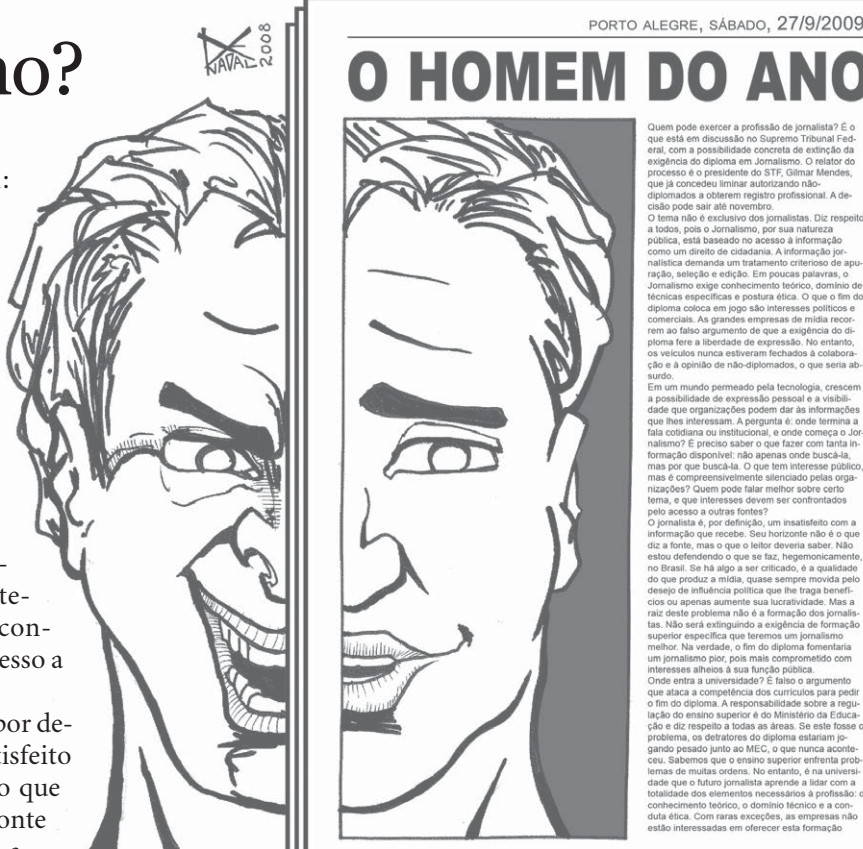 no?
:
-
te-
con-
esso a
por de-
tisfeito
o que
onte
NATAL
2008
PORTO ALEGRE, SÁBADO, 27/9/2009
O HOMEM DO ANO
Quem pode exercer a profissão de jornalista? É o
que está em discussão no Supremo Tribunal Fed-
eral, com a possibilidade concreta de extinção da
exigência do diploma em Jornalismo. O relator do
processo é o presidente do STF, Gilmar Mendes,
que já concedeu liminar autorizando não-
diplomados a obterem registro profissional. A de-
cisão pode sair até novembro.
O tema não é exclusivo dos jornalistas. Diz respeito
a todos, pois o Jornalismo, por sua natureza
pública, está baseado no acesso à informação
como um direito de cidadania. A informação jor-
nalística demanda um tratamento criterioso de apu-
ração, seleção e edição. Em poucas palavras, o
Jornalismo exige conhecimento teórico, domínio de
técnicas específicas e postura ética. O que o fim do
diploma coloca em jogo são interesses políticos e
comerciais. As grandes empresas de mídia recor-
rem ao falso argumento de que a exigência do di-
ploma fere a liberdade de expressão. No entanto,
os veículos nunca estiveram fechados à colabora-
ção e à opinião de não-diplomados, o que seria ab-
surdo.
Em um mundo permeado pela tecnologia, crescem
a possibilidade de expressão pessoal e a visibili-
dade que organizações podem dar às informações
que lhes interessam. A pergunta é: onde termina a
fala cotidiana ou institucional, e onde começa o Jor-
nalismo? É preciso saber o que fazer com tanta in-
formação disponível: não apenas onde buscá-la,
mas por que buscá-la. O que tem interesse público,
mas é compreensivelmente silenciado pelas orga-
nizações? Quem pode falar melhor sobre certo
tema, e que interesses devem ser confrontados
pelo acesso a outras fontes?
O jornalista é, por definição, um insatisfeito com a
informação que recebe. Seu horizonte não é o que
diz a fonte, mas o que o leitor deveria saber. Não
estou defendendo o que se faz, hegemonicamente,
no Brasil. Se há algo a ser criticado, é a qualidade
do que produz a mídia, quase sempre movida pelo
desejo de influência política que lhe traga benefí-
cios ou apenas aumente sua lucratividade. Mas a
raiz deste problema não é a formação dos jornalis-
tas. Não será extinguindo a exigência de formação
superior específica que teremos um jornalismo
melhor. Na verdade, o fim do diploma fomentaria
um jornalismo pior, pois mais comprometido com
interesses alheios à sua função pública.
Onde entra a universidade? É falso o argumento
que ataca a competência dos currículos para pedir
o fim do diploma. A responsabilidade sobre a regu-
lação do ensino superior é do Ministério da Educa-
ção e diz respeito a todas as áreas. Se este fosse o
problema, os detratores do diploma estariam jo-
gando pesado junto ao MEC, o que nunca aconte-
ceu. Sabemos que o ensino superior enfrenta prob-
lemas de muitas ordens. No entanto, é na universi-
dade que o futuro jornalista aprende a lidar com a
totalidade dos elementos necessários à profissão: o
conhecimento teórico, o domínio técnico e a con-
duta ética. Com raras exceções, as empresas não
estão interessadas em oferecer esta formação